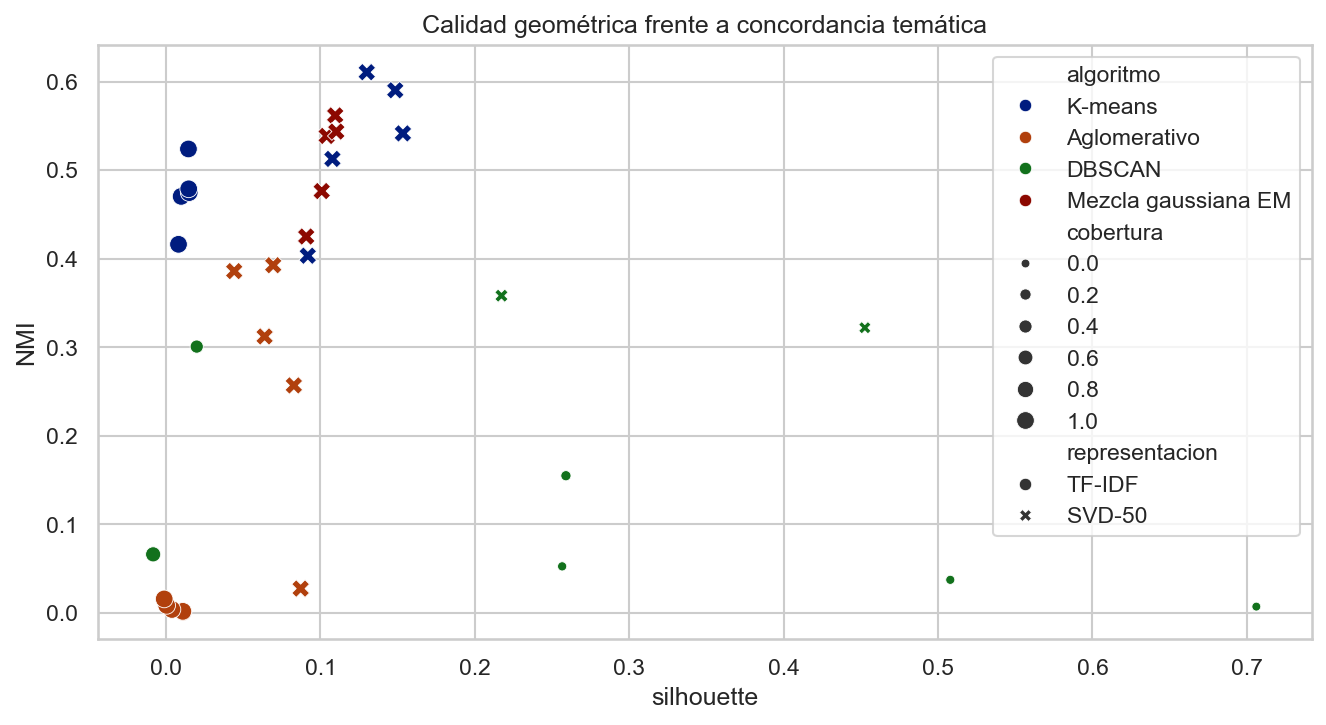 Calidad geométrica frente a concordancia temática
NMI
0.6
0.5
0.4
0.3
0.2
0.1
0.0
algoritmo
K-means
Aglomerativo
DBSCAN
Mezcla gaussiana EM
cobertura
0.0
0.2
0.4
0.6
0.8
1.0
representacion
TF-IDF
SVD-50
0.0 0.1 0.2 0.3 0.4 0.5 0.6 0.7
silhouette